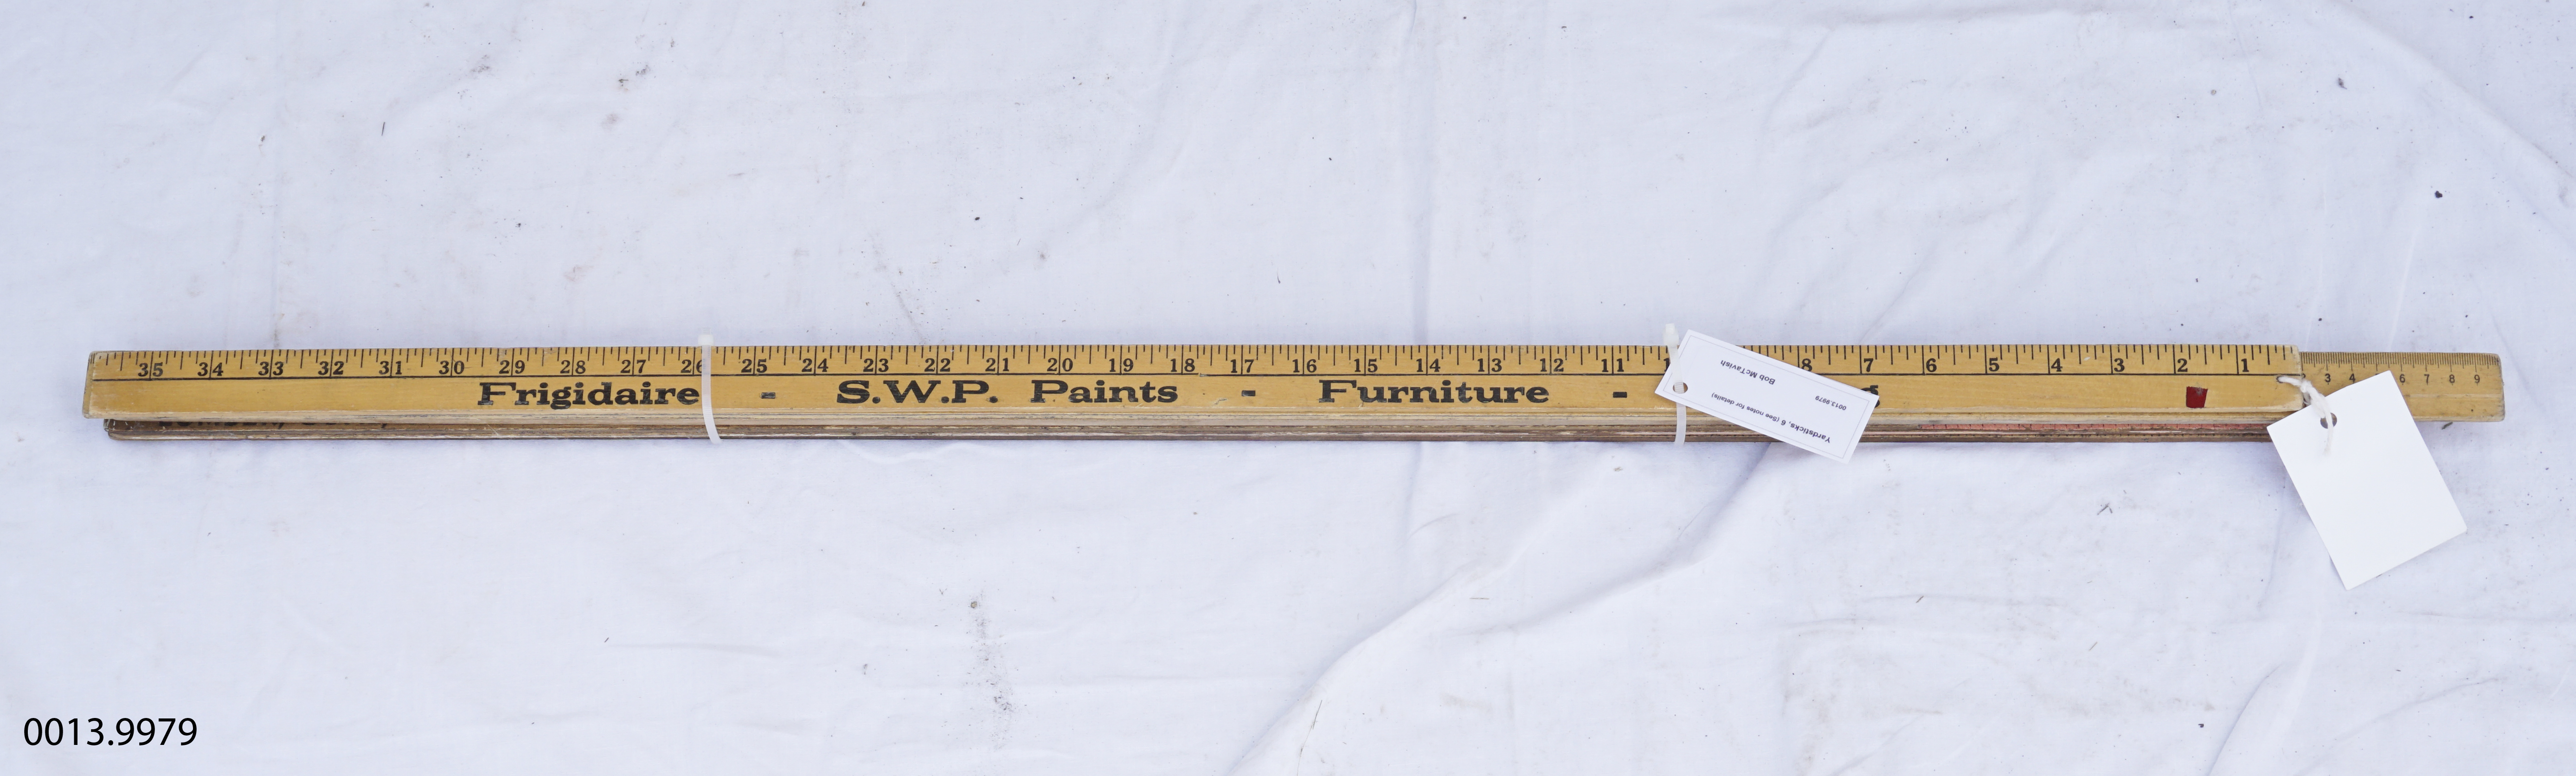 35 34 33 32 31 30 29 28 27 26 25 24 23 22 21 20 19 18 17 16 15 14 13 12 11 8 7 6 5 4 3 2 1
3 4 6 7 8 9
Frigidaire - S.W.P. Paints - Furniture -
Yardsticks, 6 (See notes for details)
0013.9979
Bob McTavish
0013.9979